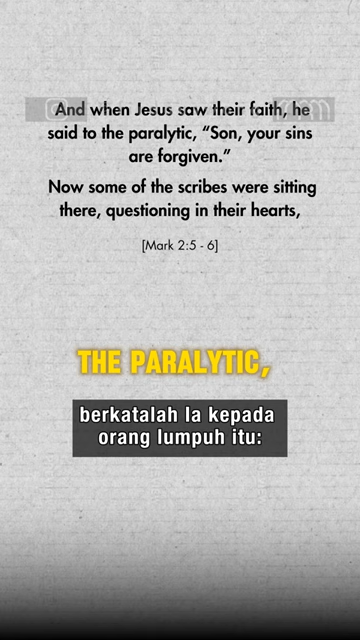 And when Jesus saw their faith, he
said to the paralytic, “Son, your sins
are forgiven.”
Now some of the scribes were sitting
there, questioning in their hearts,
[Mark 2:5 - 6]
THE PARALYTIC,
berkatalah Ia kepada
orang lumpuh itu: